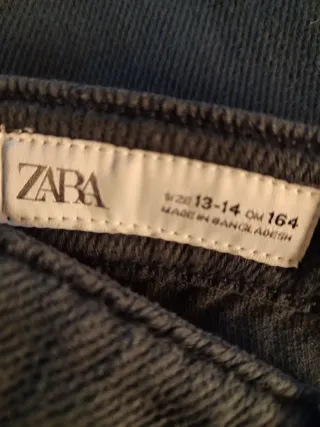 ZARA
SIZE 13-14 CM 164
MADE IN BANGLADESH